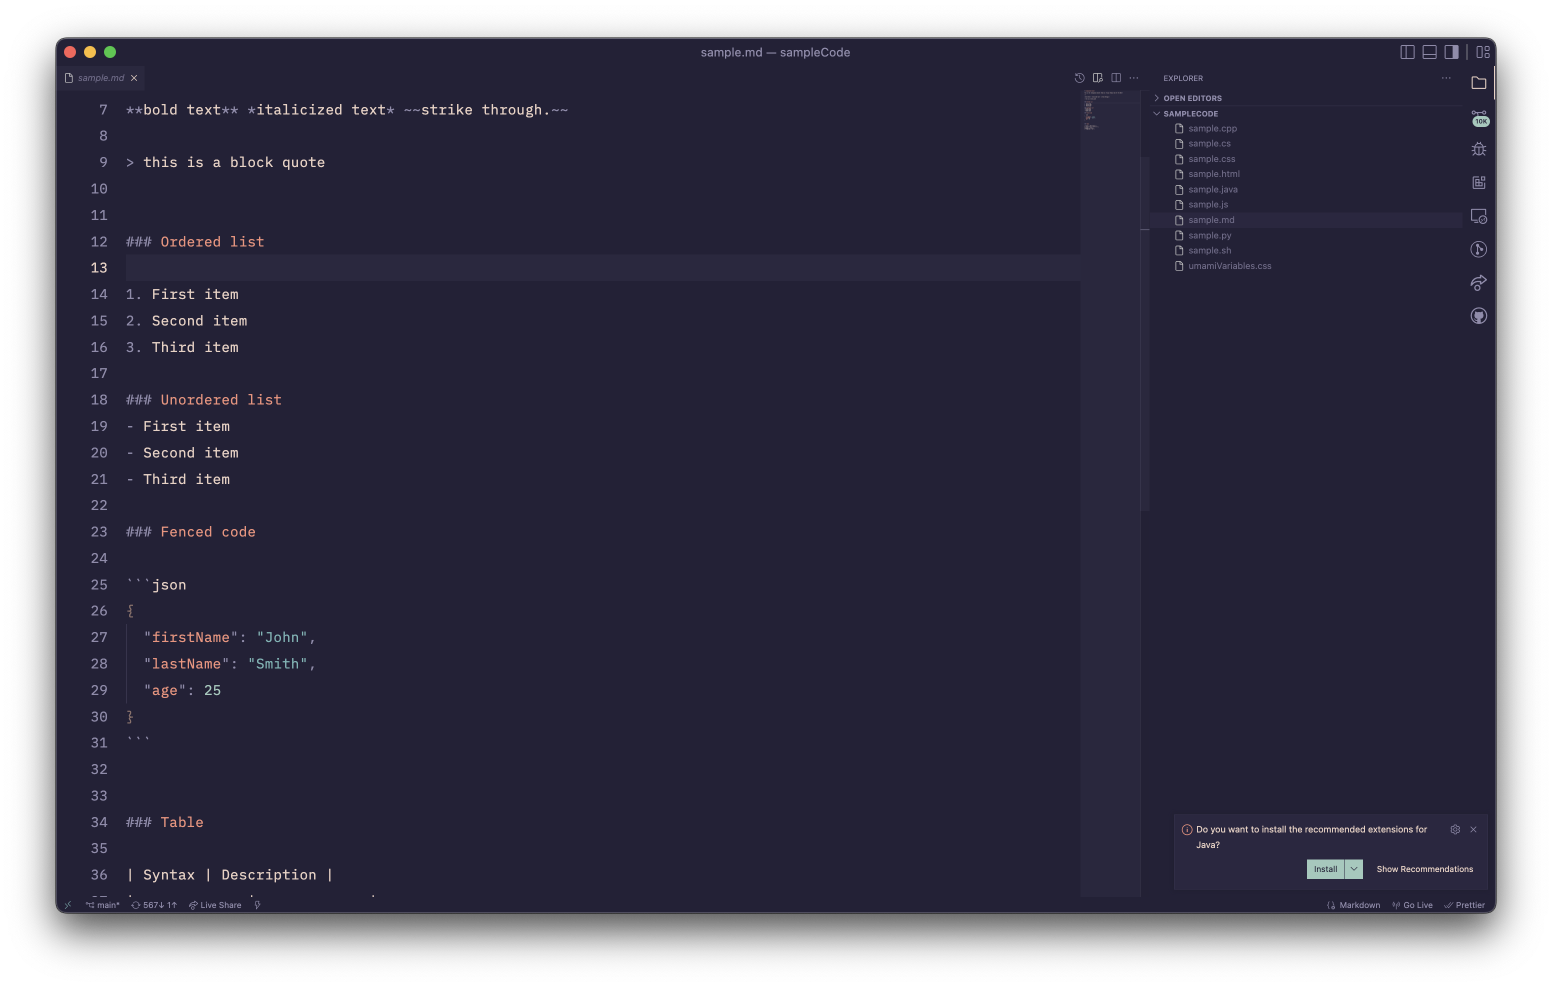 sample.md — sampleCode
sample.md
7 **bold text** *italicized text* ~~strike through.~~
8
9 > this is a block quote
10
11
12 ### Ordered list
13
14 1. First item
15 2. Second item
16 3. Third item
17
18 ### Unordered list
19 - First item
20 - Second item
21 - Third item
22
23 ### Fenced code
24
25 ```json
26 {
27 "firstName": "John",
28 "lastName": "Smith",
29 "age": 25
30 }
31 ```
32
33
34 ### Table
35
36 | Syntax | Description |
EXPLORER
OPEN EDITORS
SAMPLECODE
sample.cpp
sample.cs
sample.css
sample.html
sample.java
sample.js
sample.md
sample.py
sample.sh
umamiVariables.css
10K
Do you want to install the recommended extensions for
Java?
Install
Show Recommendations
main*
567↓ 1↑
Live Share
Markdown
Go Live
Prettier